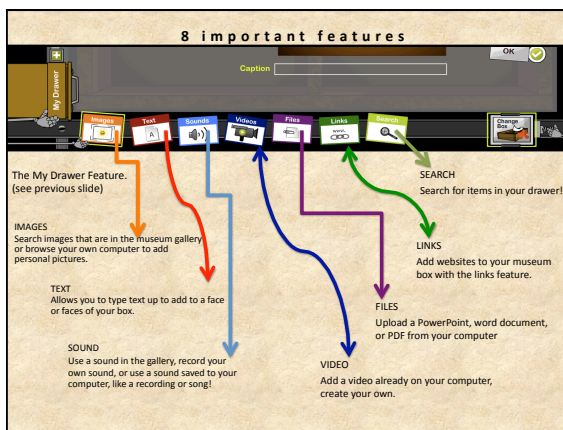 8 important features
OK
My Drawer
Caption
Images
Text
Sounds
Videos
Files
Links
Search
A
www.
Change
Box
The My Drawer Feature.
(see previous slide)
SEARCH
Search for items in your drawer!
IMAGES
Search images that are in the museum gallery
or browse your own computer to add
personal pictures.
LINKS
Add websites to your museum
box with the links feature.
TEXT
Allows you to type text up to add to a face
or faces of your box.
FILES
Upload a PowerPoint, word document,
or PDF from your computer
SOUND
Use a sound in the gallery, record your
own sound, or use a sound saved to your
computer, like a recording or song!
VIDEO
Add a video already on your computer,
create your own.